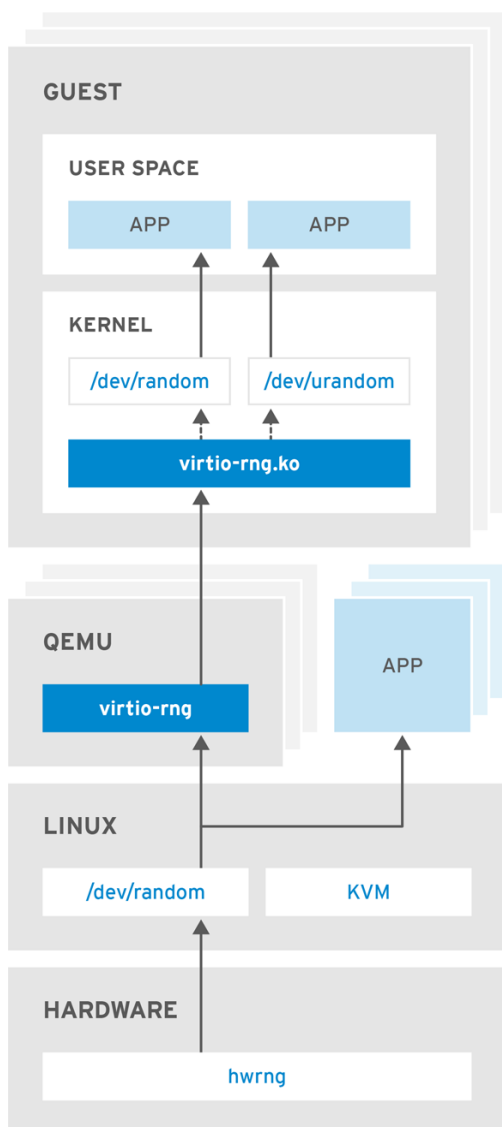 GUEST
USER SPACE
APP
APP
KERNEL
/dev/random
/dev/urandom
virtio-rng.ko
QEMU
virtio-rng
APP
LINUX
/dev/random
KVM
HARDWARE
hwrng